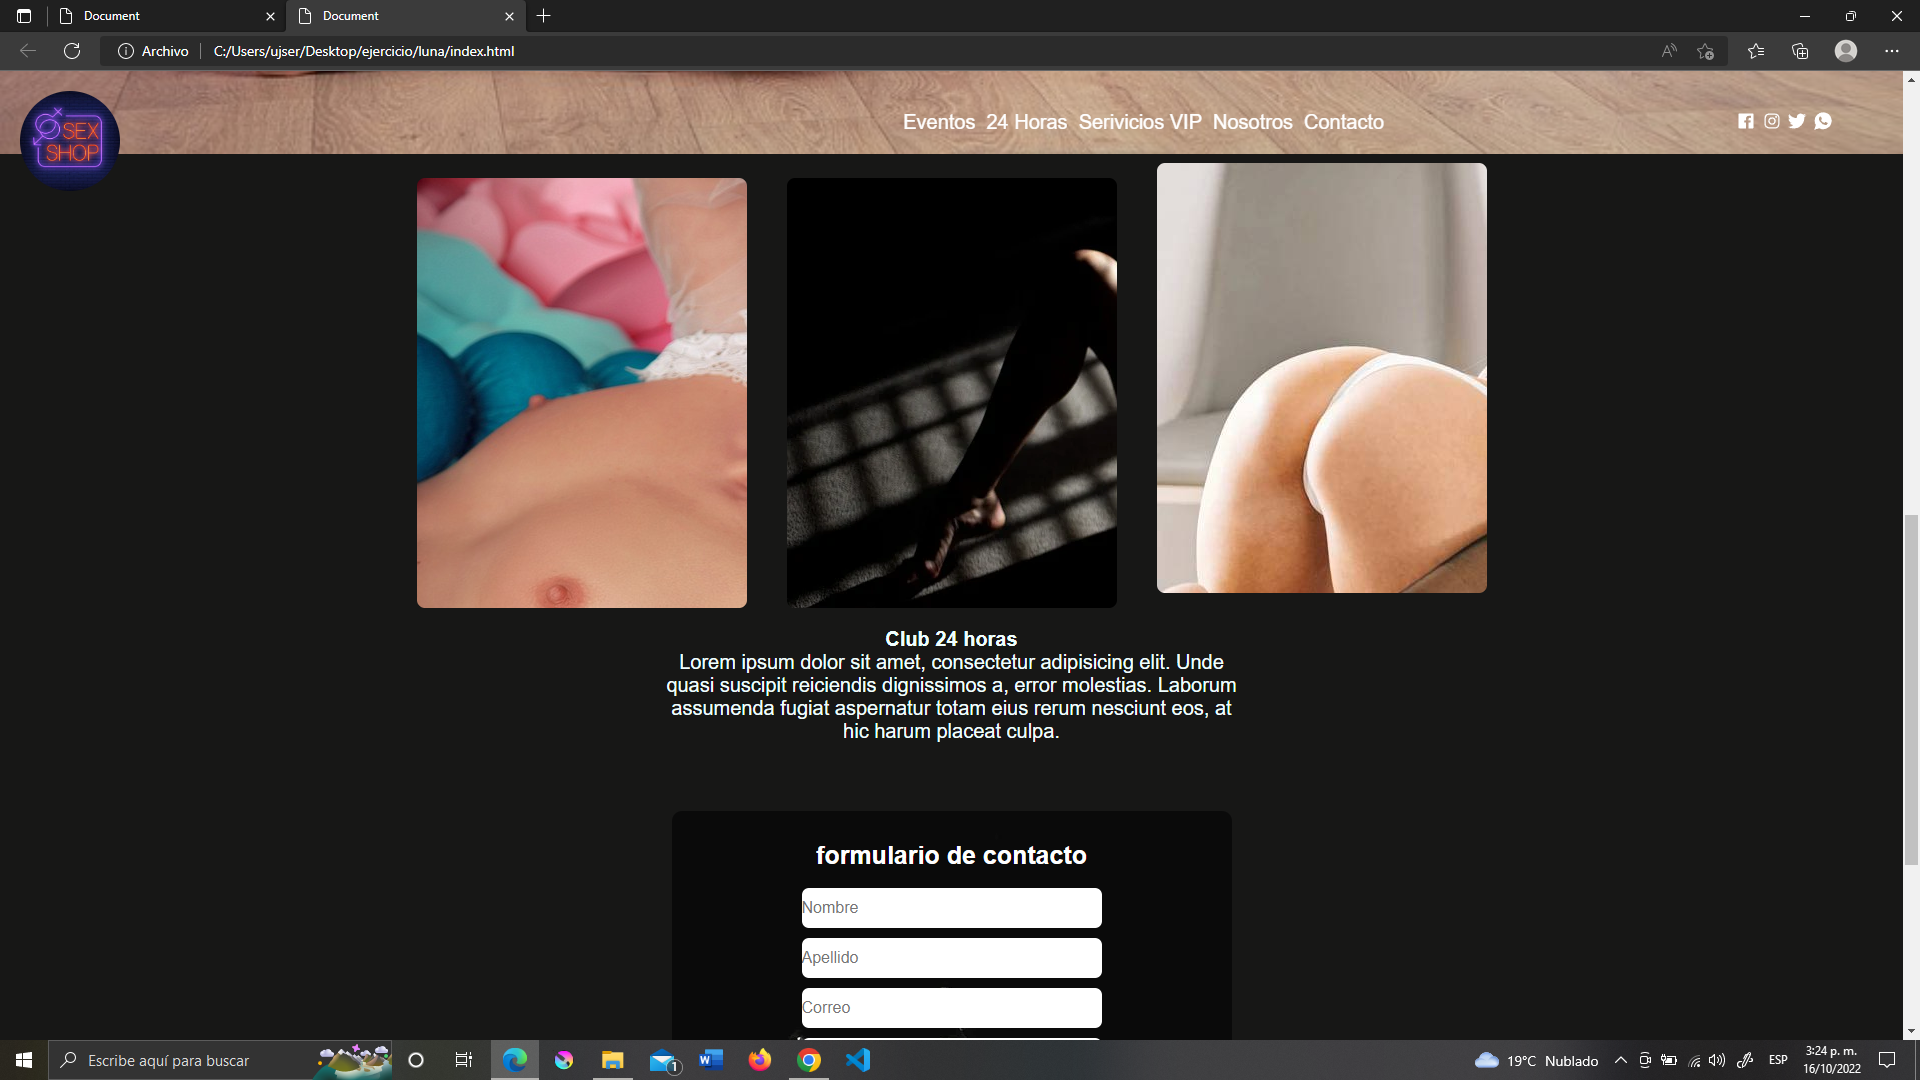 Document
Document
Archivo
C:/Users/ujser/Desktop/ejercicio/luna/index.html
SEX
SHOP
Eventos 24 Horas Serivicios VIP Nosotros Contacto
Club 24 horas
Lorem ipsum dolor sit amet, consectetur adipisicing elit. Unde
quasi suscipit reiciendis dignissimos a, error molestias. Laborum
assumenda fugiat aspernatur totam eius rerum nesciunt eos, at
hic harum placeat culpa.
formulario de contacto
Nombre
Apellido
Correo
Escribe aquí para buscar
1
19°C Nublado
ESP
3:24 p. m.
16/10/2022